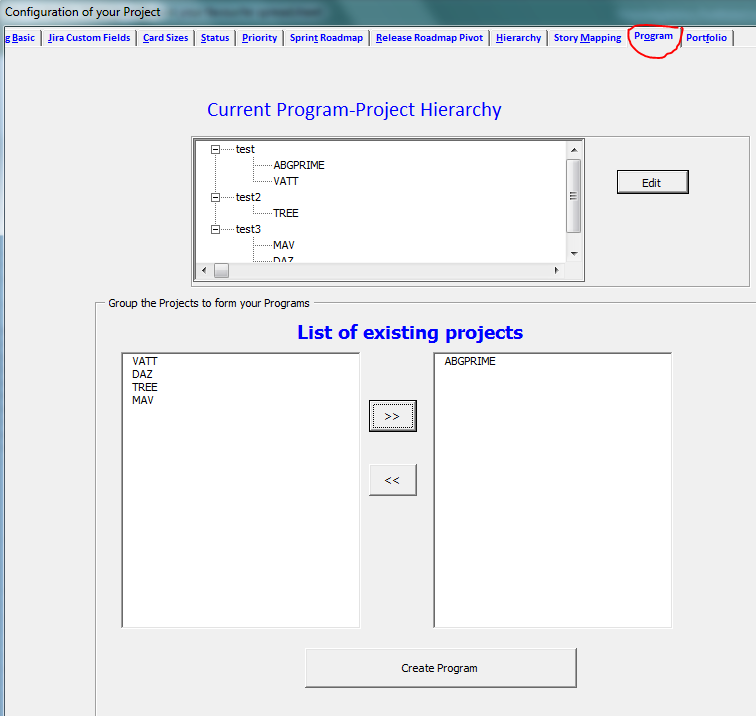 Configuration of your Project
g Basic Jira Custom Fields Card Sizes Status Priority Sprint Roadmap Release Roadmap Pivot Hierarchy Story Mapping Program Portfolio
Current Program-Project Hierarchy
test
ABGPRIME
VATT
Edit
test2
TREE
test3
MAV
DAZ
Group the Projects to form your Programs
List of existing projects
VATT
DAZ
TREE
MAV
>>
<<
ABGPRIME
Create Program